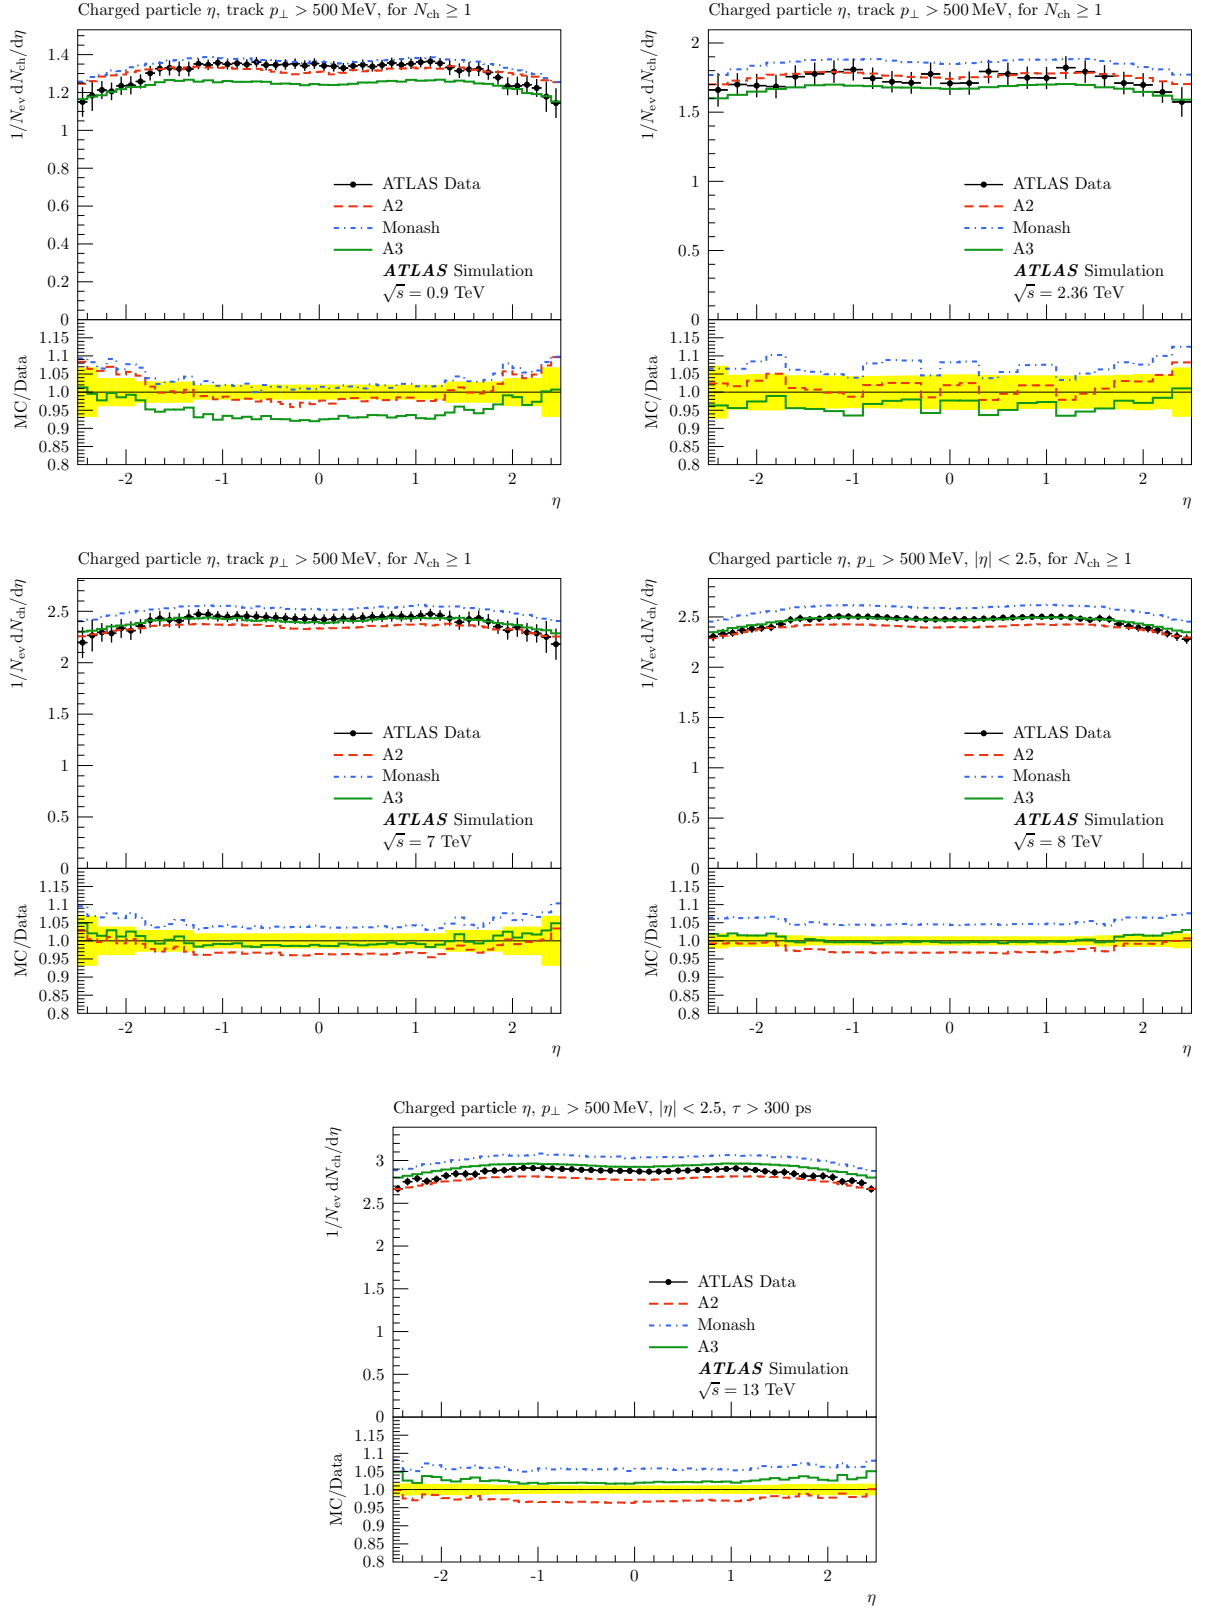 Charged particle η, track p⊥ > 500 MeV, for Nch ≥ 1
1/Nev dNch/dη
1.4
1.2
1
0.8
0.6
0.4
0.2
0
ATLAS Data
A2
Monash
A3
ATLAS Simulation
√s = 0.9 TeV
MC/Data
1.15
1.1
1.05
1.0
0.95
0.9
0.85
0.8
-2 -1 0 1 2
η
Charged particle η, track p⊥ > 500 MeV, for Nch ≥ 1
1/Nev dNch/dη
2
1.5
1
0.5
0
ATLAS Data
A2
Monash
A3
ATLAS Simulation
√s = 2.36 TeV
MC/Data
1.15
1.1
1.05
1.0
0.95
0.9
0.85
0.8
-2 -1 0 1 2
η
Charged particle η, track p⊥ > 500 MeV, for Nch ≥ 1
1/Nev dNch/dη
2.5
2
1.5
1
0.5
0
ATLAS Data
A2
Monash
A3
ATLAS Simulation
√s = 7 TeV
MC/Data
1.15
1.1
1.05
1.0
0.95
0.9
0.85
0.8
-2 -1 0 1 2
η
Charged particle η, p⊥ > 500 MeV, |η| < 2.5, for Nch ≥ 1
1/Nev dNch/dη
2.5
2
1.5
1
0.5
0
ATLAS Data
A2
Monash
A3
ATLAS Simulation
√s = 8 TeV
MC/Data
1.15
1.1
1.05
1.0
0.95
0.9
0.85
0.8
-2 -1 0 1 2
η
Charged particle η, p⊥ > 500 MeV, |η| < 2.5, τ > 300 ps
1/Nev dNch/dη
3
2.5
2
1.5
1
0.5
0
ATLAS Data
A2
Monash
A3
ATLAS Simulation
√s = 13 TeV
MC/Data
1.15
1.1
1.05
1.0
0.95
0.9
0.85
0.8
-2 -1 0 1 2
η